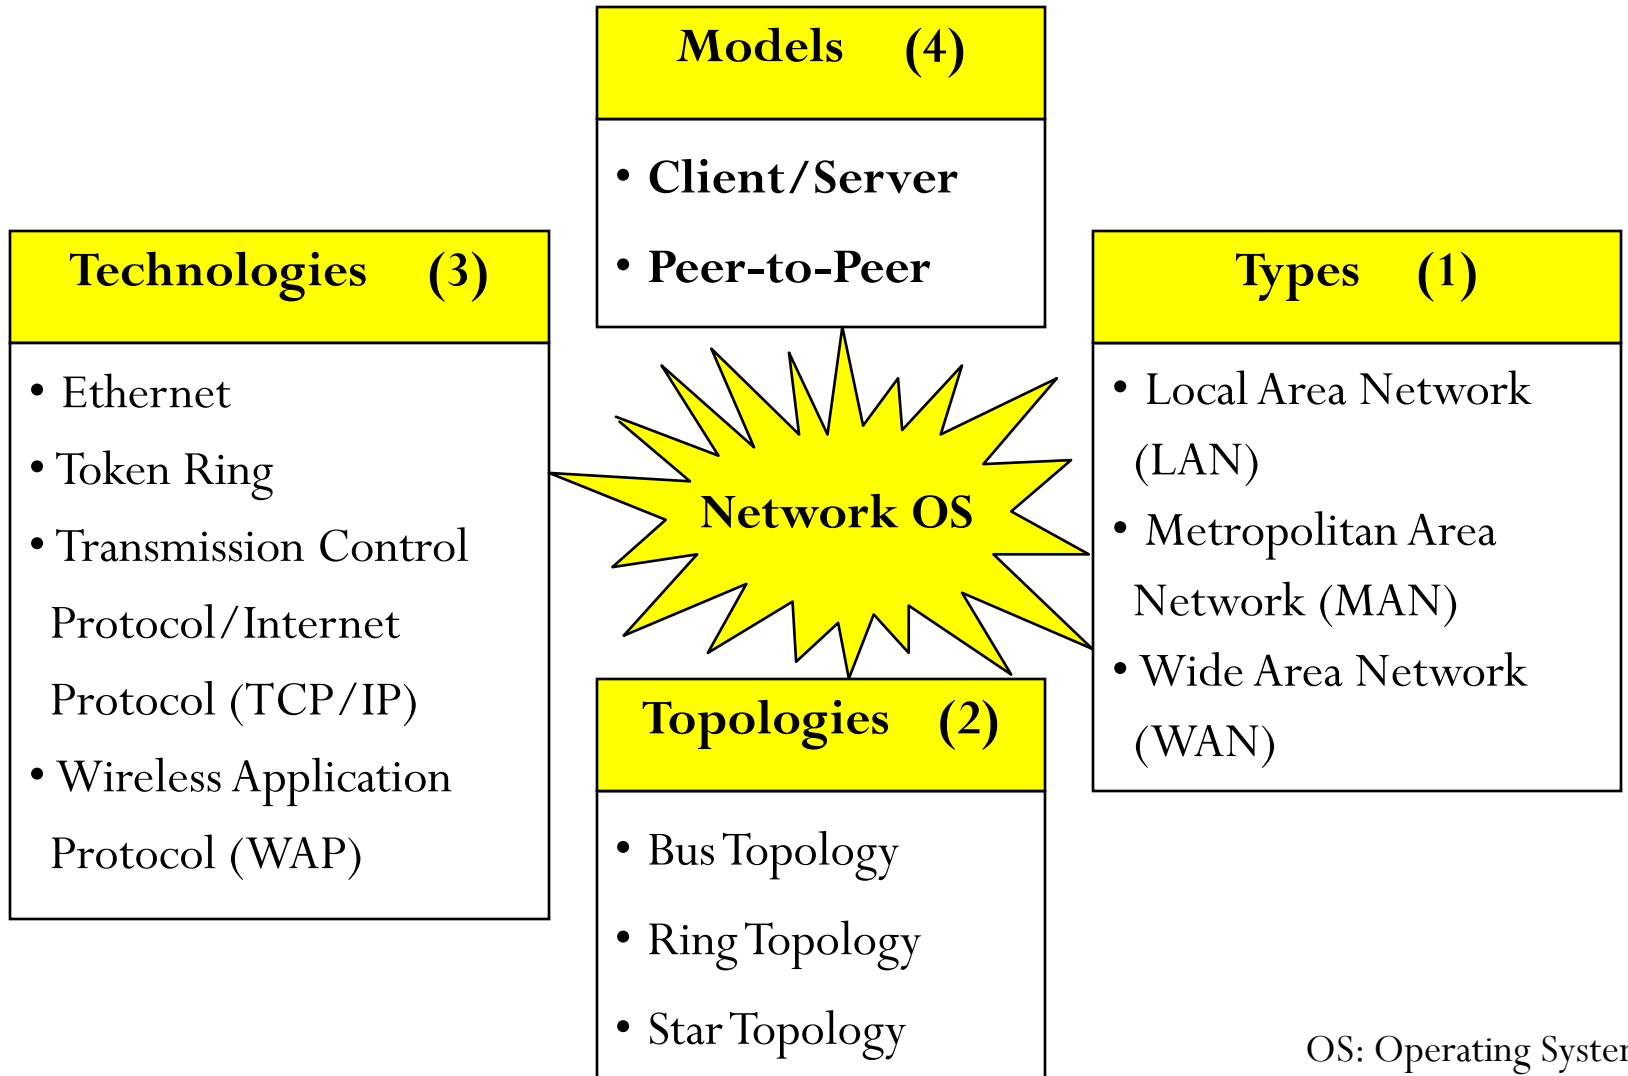 Models (4)
• Client/Server
• Peer-to-Peer
Technologies (3)
• Ethernet
• Token Ring
• Transmission Control
Protocol/Internet
Protocol (TCP/IP)
• Wireless Application
Protocol (WAP)
Network OS
Types (1)
• Local Area Network
(LAN)
• Metropolitan Area
Network (MAN)
• Wide Area Network
(WAN)
Topologies (2)
• Bus Topology
• Ring Topology
• Star Topology
OS: Operating System